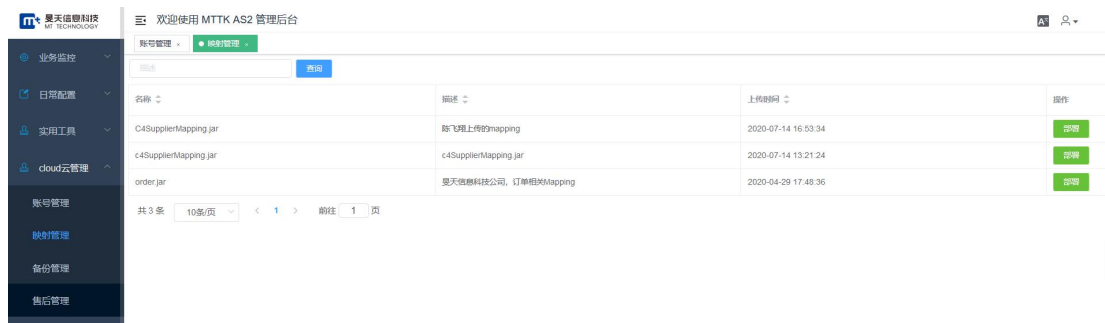 昊天信息科技
MT TECHNOLOGY
欢迎使用 MTTK AS2 管理后台
账号管理 ×
映射管理 ×
业务监控
日常配置
实用工具
cloud云管理
账号管理
映射管理
备份管理
售后管理
描述
查询
名称 描述 上传时间 操作
C4SupplierMapping.jar 陈飞翔上传的mapping 2020-07-14 16:53:34 部署
c4SupplierMapping.jar c4SupplierMapping.jar 2020-07-14 13:21:24 部署
order.jar 旻天信息科技公司，订单相关Mapping 2020-04-29 17:48:36 部署
共 3 条 10条/页 < 1 > 前往 1 页